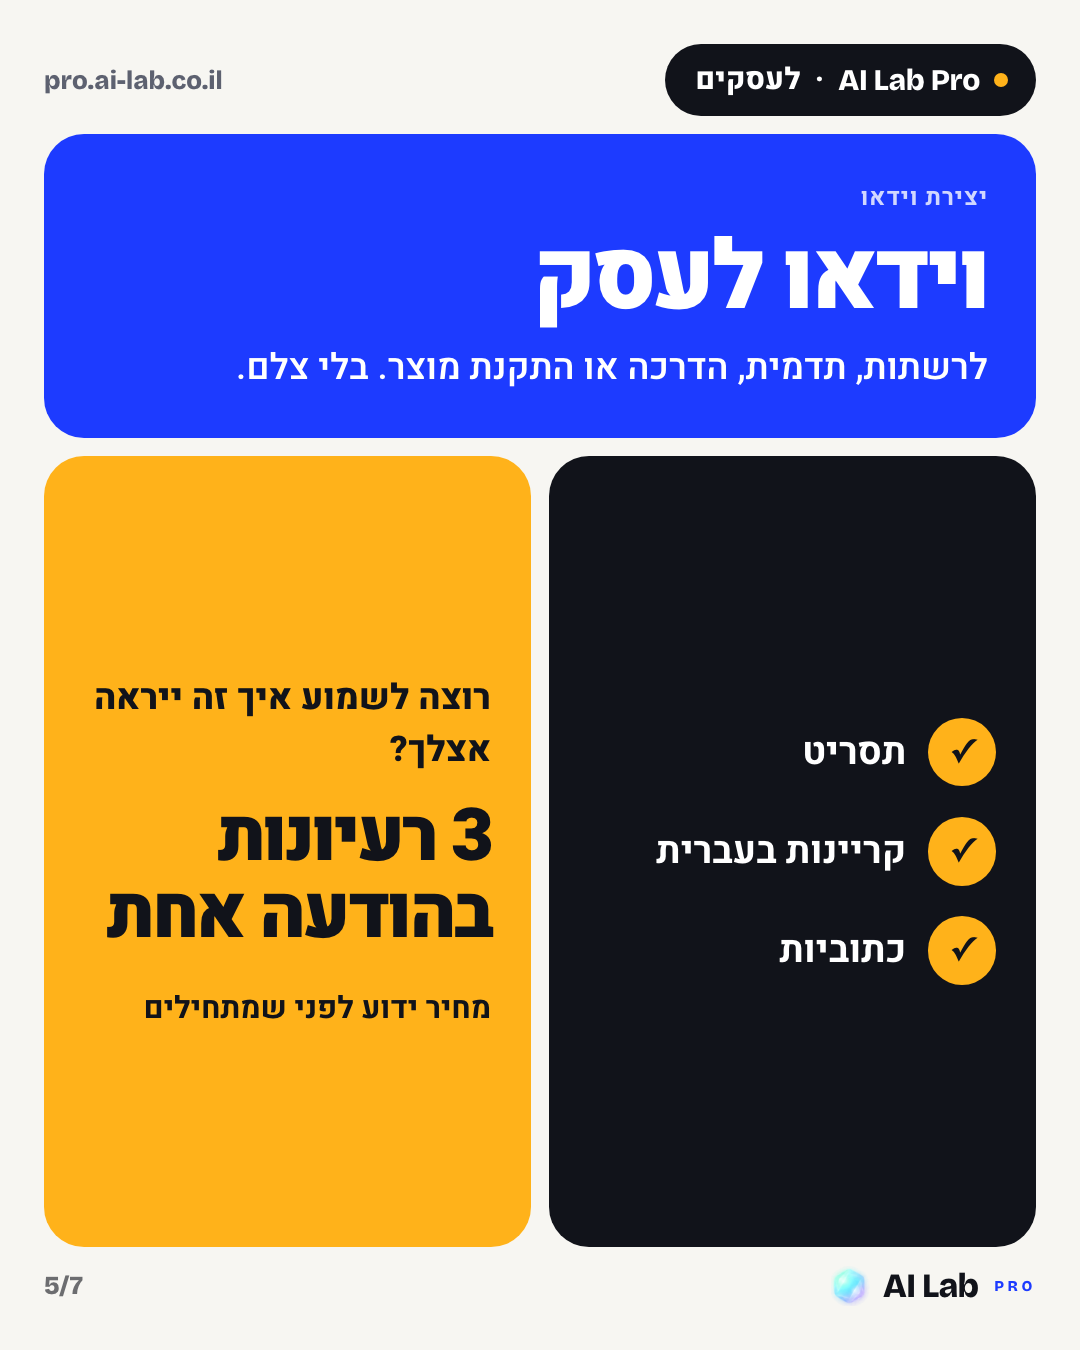 AI Lab Pro · לעסקים
pro.ai-lab.co.il
יצירת וידאו
וידאו לעסק
לרשתות, תדמית, הדרכה או התקנת מוצר. בלי צלם.
תסריט
קריינות בעברית
כתוביות
רוצה לשמוע איך זה ייראה
אצלך?
3 רעיונות
בהודעה אחת
מחיר ידוע לפני שמתחילים
AI Lab PRO
5/7